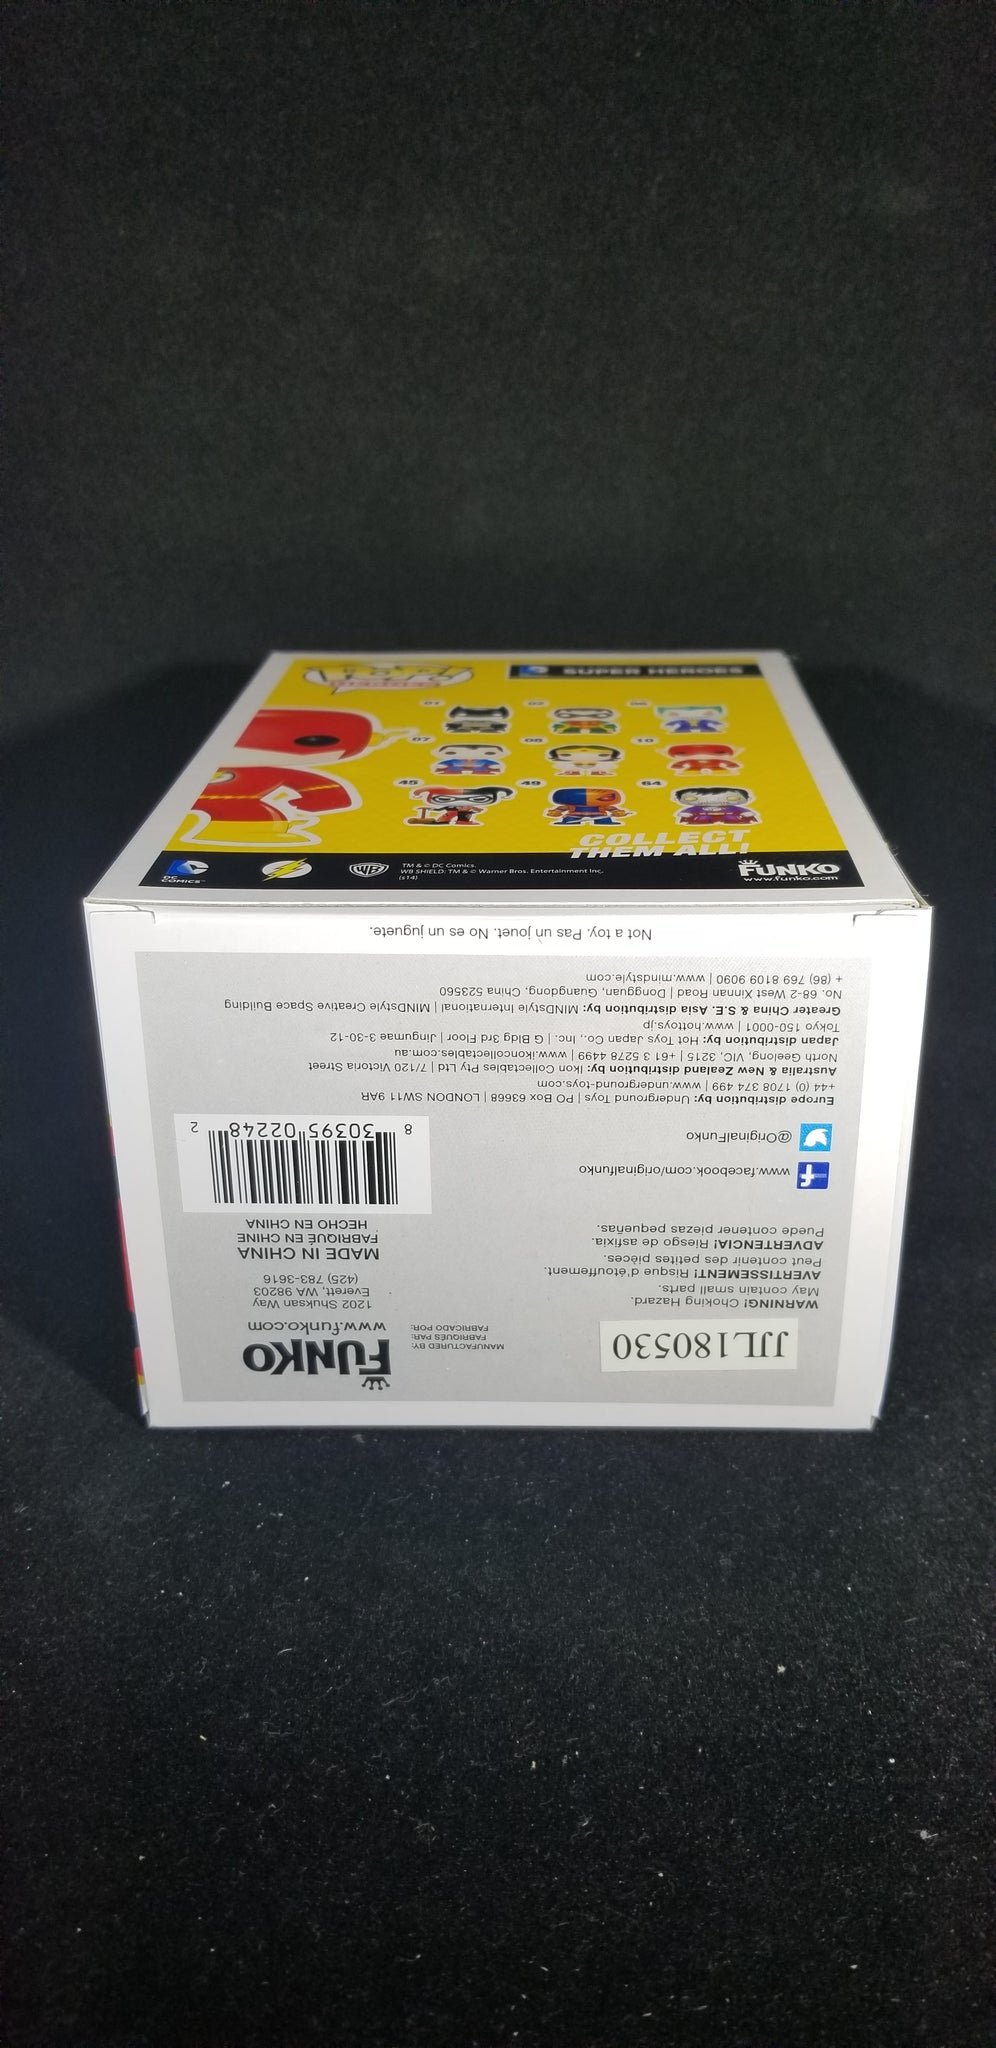 POP!
HEROES
SUPER HEROES
01
02
06
07
08
10
45
49
64
COLLECT
THEM ALL!
DC
COMICS™
WB
TM & © DC Comics.
WB SHIELD: TM & © Warner Bros. Entertainment Inc.
(s14)
FUNKO
www.funko.com
JJL180530
WARNING! Choking Hazard.
May contain small parts.
AVERTISSEMENT! Risque d'étouffement.
Peut contenir des petites pièces.
ADVERTENCIA! Riesgo de asfixia.
Puede contener piezas pequeñas.
www.facebook.com/originalfunko
@OriginalFunko
MANUFACTURED BY:
FABRIQUÉS PAR:
FABRICADO POR:
FUNKO
www.funko.com
1202 Shuksan Way
Everett, WA 98203
(425) 783-3616
MADE IN CHINA
FABRIQUÉ EN CHINE
HECHO EN CHINA
8 30395 02248 2
Europe distribution by: Underground Toys | PO Box 63668 | LONDON SW11 9AR
+44 (0) 1708 374 499 | www.underground-toys.com
Australia & New Zealand distribution by: Ikon Collectables Pty Ltd | 7/120 Victoria Street
North Geelong, VIC, 3215 | +61 3 5278 6499 | www.ikoncollectables.com.au
Japan distribution by: Hot Toys Japan Co., Inc. | G Bldg 3rd Floor | Jingumae 3-30-12
Tokyo 150-0001 | www.hottoys.jp
Greater China & S.E. Asia distribution by: MINDstyle International | MINDstyle Creative Space Building
No. 68-2 West Xinnan Road | Dongguan, Guangdong, China 523560
+ (86) 769 8109 9090 | www.mindstyle.com
Not a toy. Pas un jouet. No es un juguete.